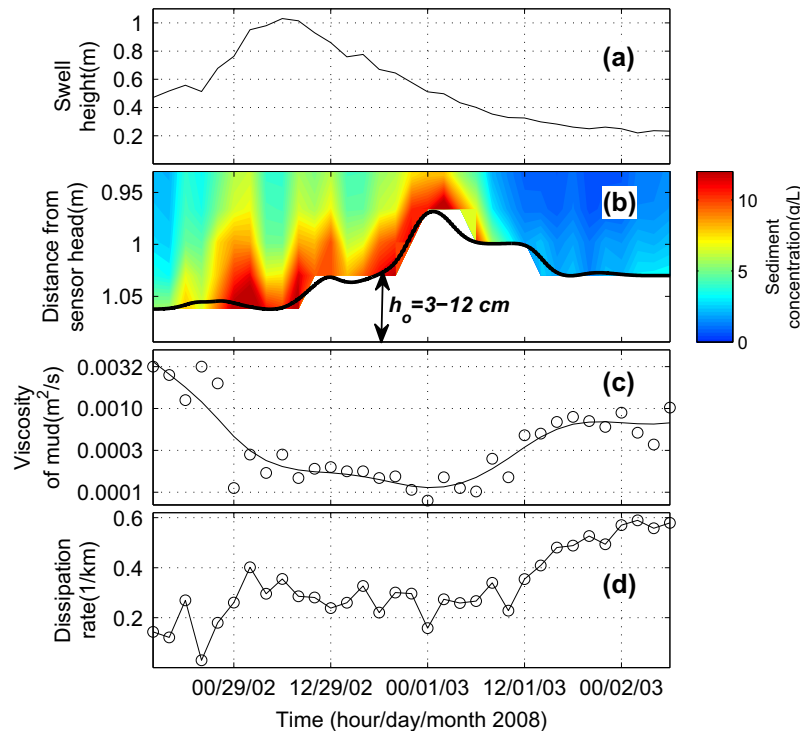 1
0.8
0.6
0.4
0.2
Swell
height(m)
(a)
0.95
1
1.05
Distance from
sensor head(m)
(b)
h_o=3−12 cm
10
5
0
Sediment
concentration(g/L)
0.0032
0.0010
0.0003
0.0001
Viscosity
of mud(m²/s)
(c)
0.6
0.4
0.2
Dissipation
rate(1/km)
(d)
00/29/02 12/29/02 00/01/03 12/01/03 00/02/03
Time (hour/day/month 2008)